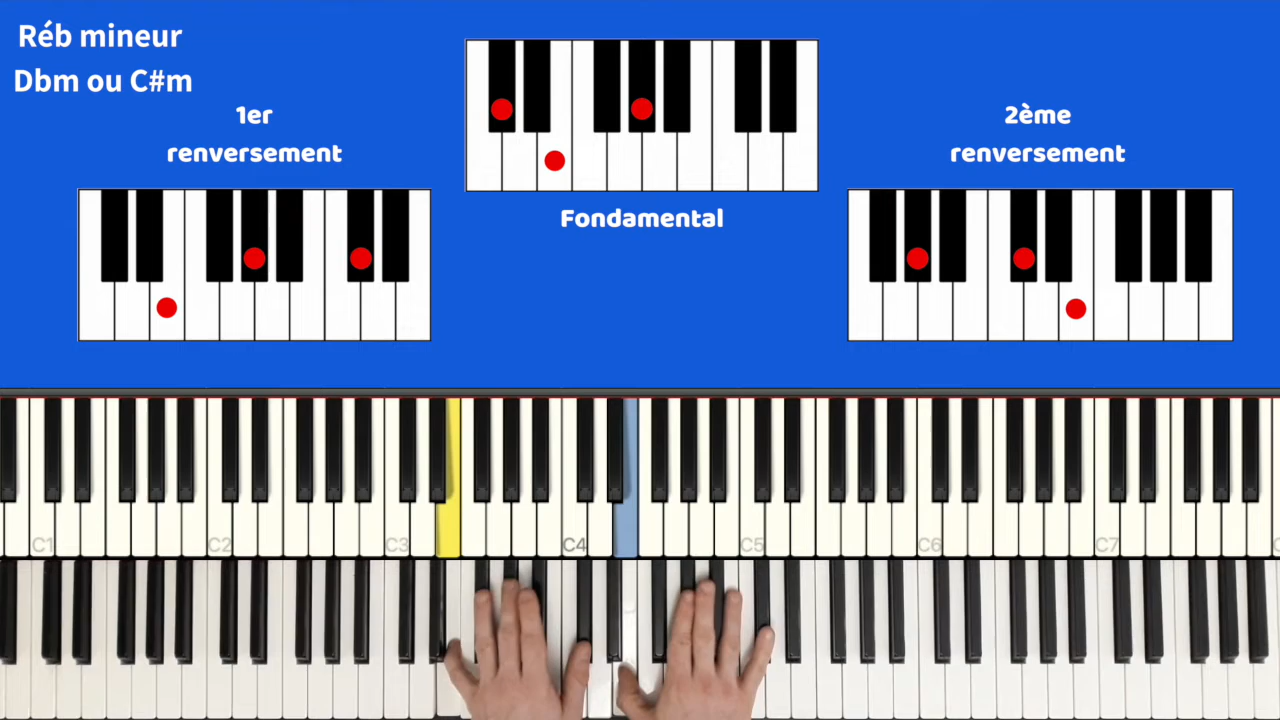 Réb mineur
Dbm ou C#m
1er
renversement
Fondamental
2ème
renversement
C1
C2
C3
C4
C5
C6
C7